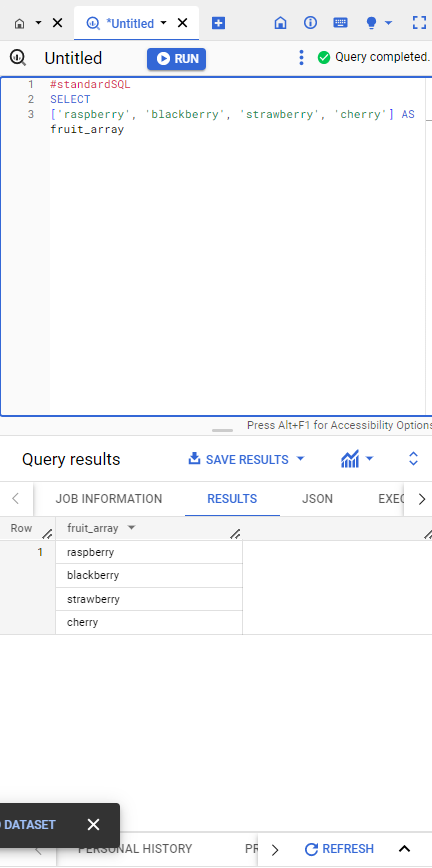 *Untitled
Untitled
RUN
Query completed.
1 #standardSQL
2 SELECT
3 ['raspberry', 'blackberry', 'strawberry', 'cherry'] AS
fruit_array
Press Alt+F1 for Accessibility Options
Query results
SAVE RESULTS
JOB INFORMATION
RESULTS
JSON
EXEC
Row
fruit_array
1
raspberry
blackberry
strawberry
cherry
DATASET
PERSONAL HISTORY
PR
REFRESH